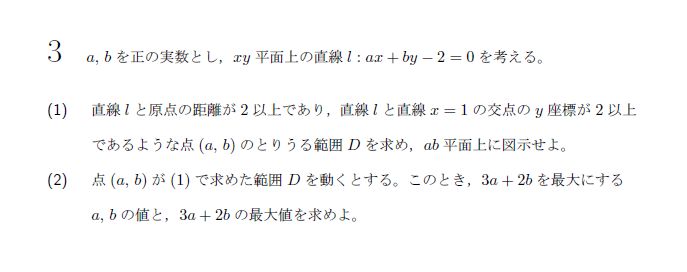 3 a, b を正の実数とし，xy 平面上の直線 l : ax + by − 2 = 0 を考える。
(1) 直線 l と原点の距離が 2 以上であり，直線 l と直線 x = 1 の交点の y 座標が 2 以上
であるような点 (a, b) のとりうる範囲 D を求め，ab 平面上に図示せよ。
(2) 点 (a, b) が (1) で求めた範囲 D を動くとする。このとき，3a + 2b を最大にする
a, b の値と，3a + 2b の最大値を求めよ。